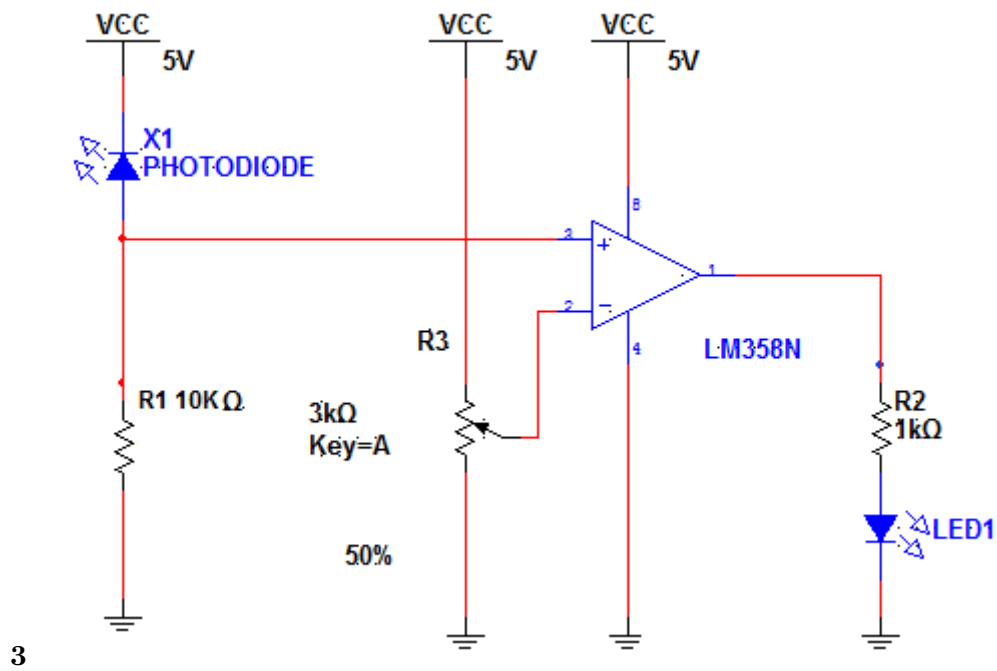 VCC VCC VCC
5V 5V 5V
X1
PHOTODIODE
8
3
+
1
2
−
R3
4
LM358N
R1 10KΩ
3kΩ
Key=A
R2
1kΩ
LED1
50%
3